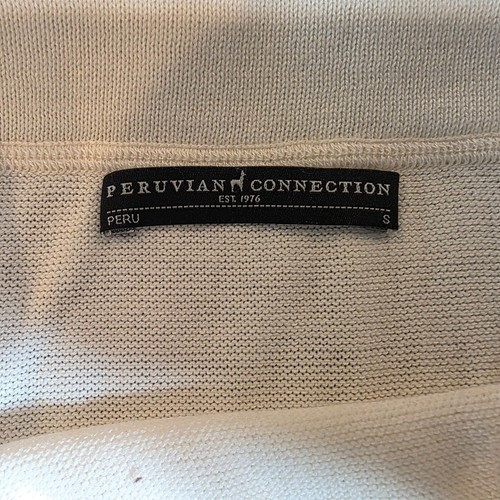 PERUVIAN CONNECTION
EST. 1976
PERU S